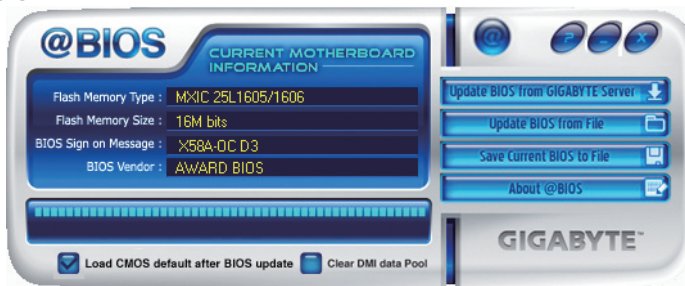 @BIOS
CURRENT MOTHERBOARD
INFORMATION
Flash Memory Type : MXIC 25L1605/1606
Flash Memory Size : 16M bits
BIOS Sign on Message : X58A-OC D3
BIOS Vendor : AWARD BIOS
Load CMOS default after BIOS update
Clear DMI data Pool
@
? - X
Update BIOS from GIGABYTE Server
Update BIOS from File
Save Current BIOS to File
About @BIOS
GIGABYTE™